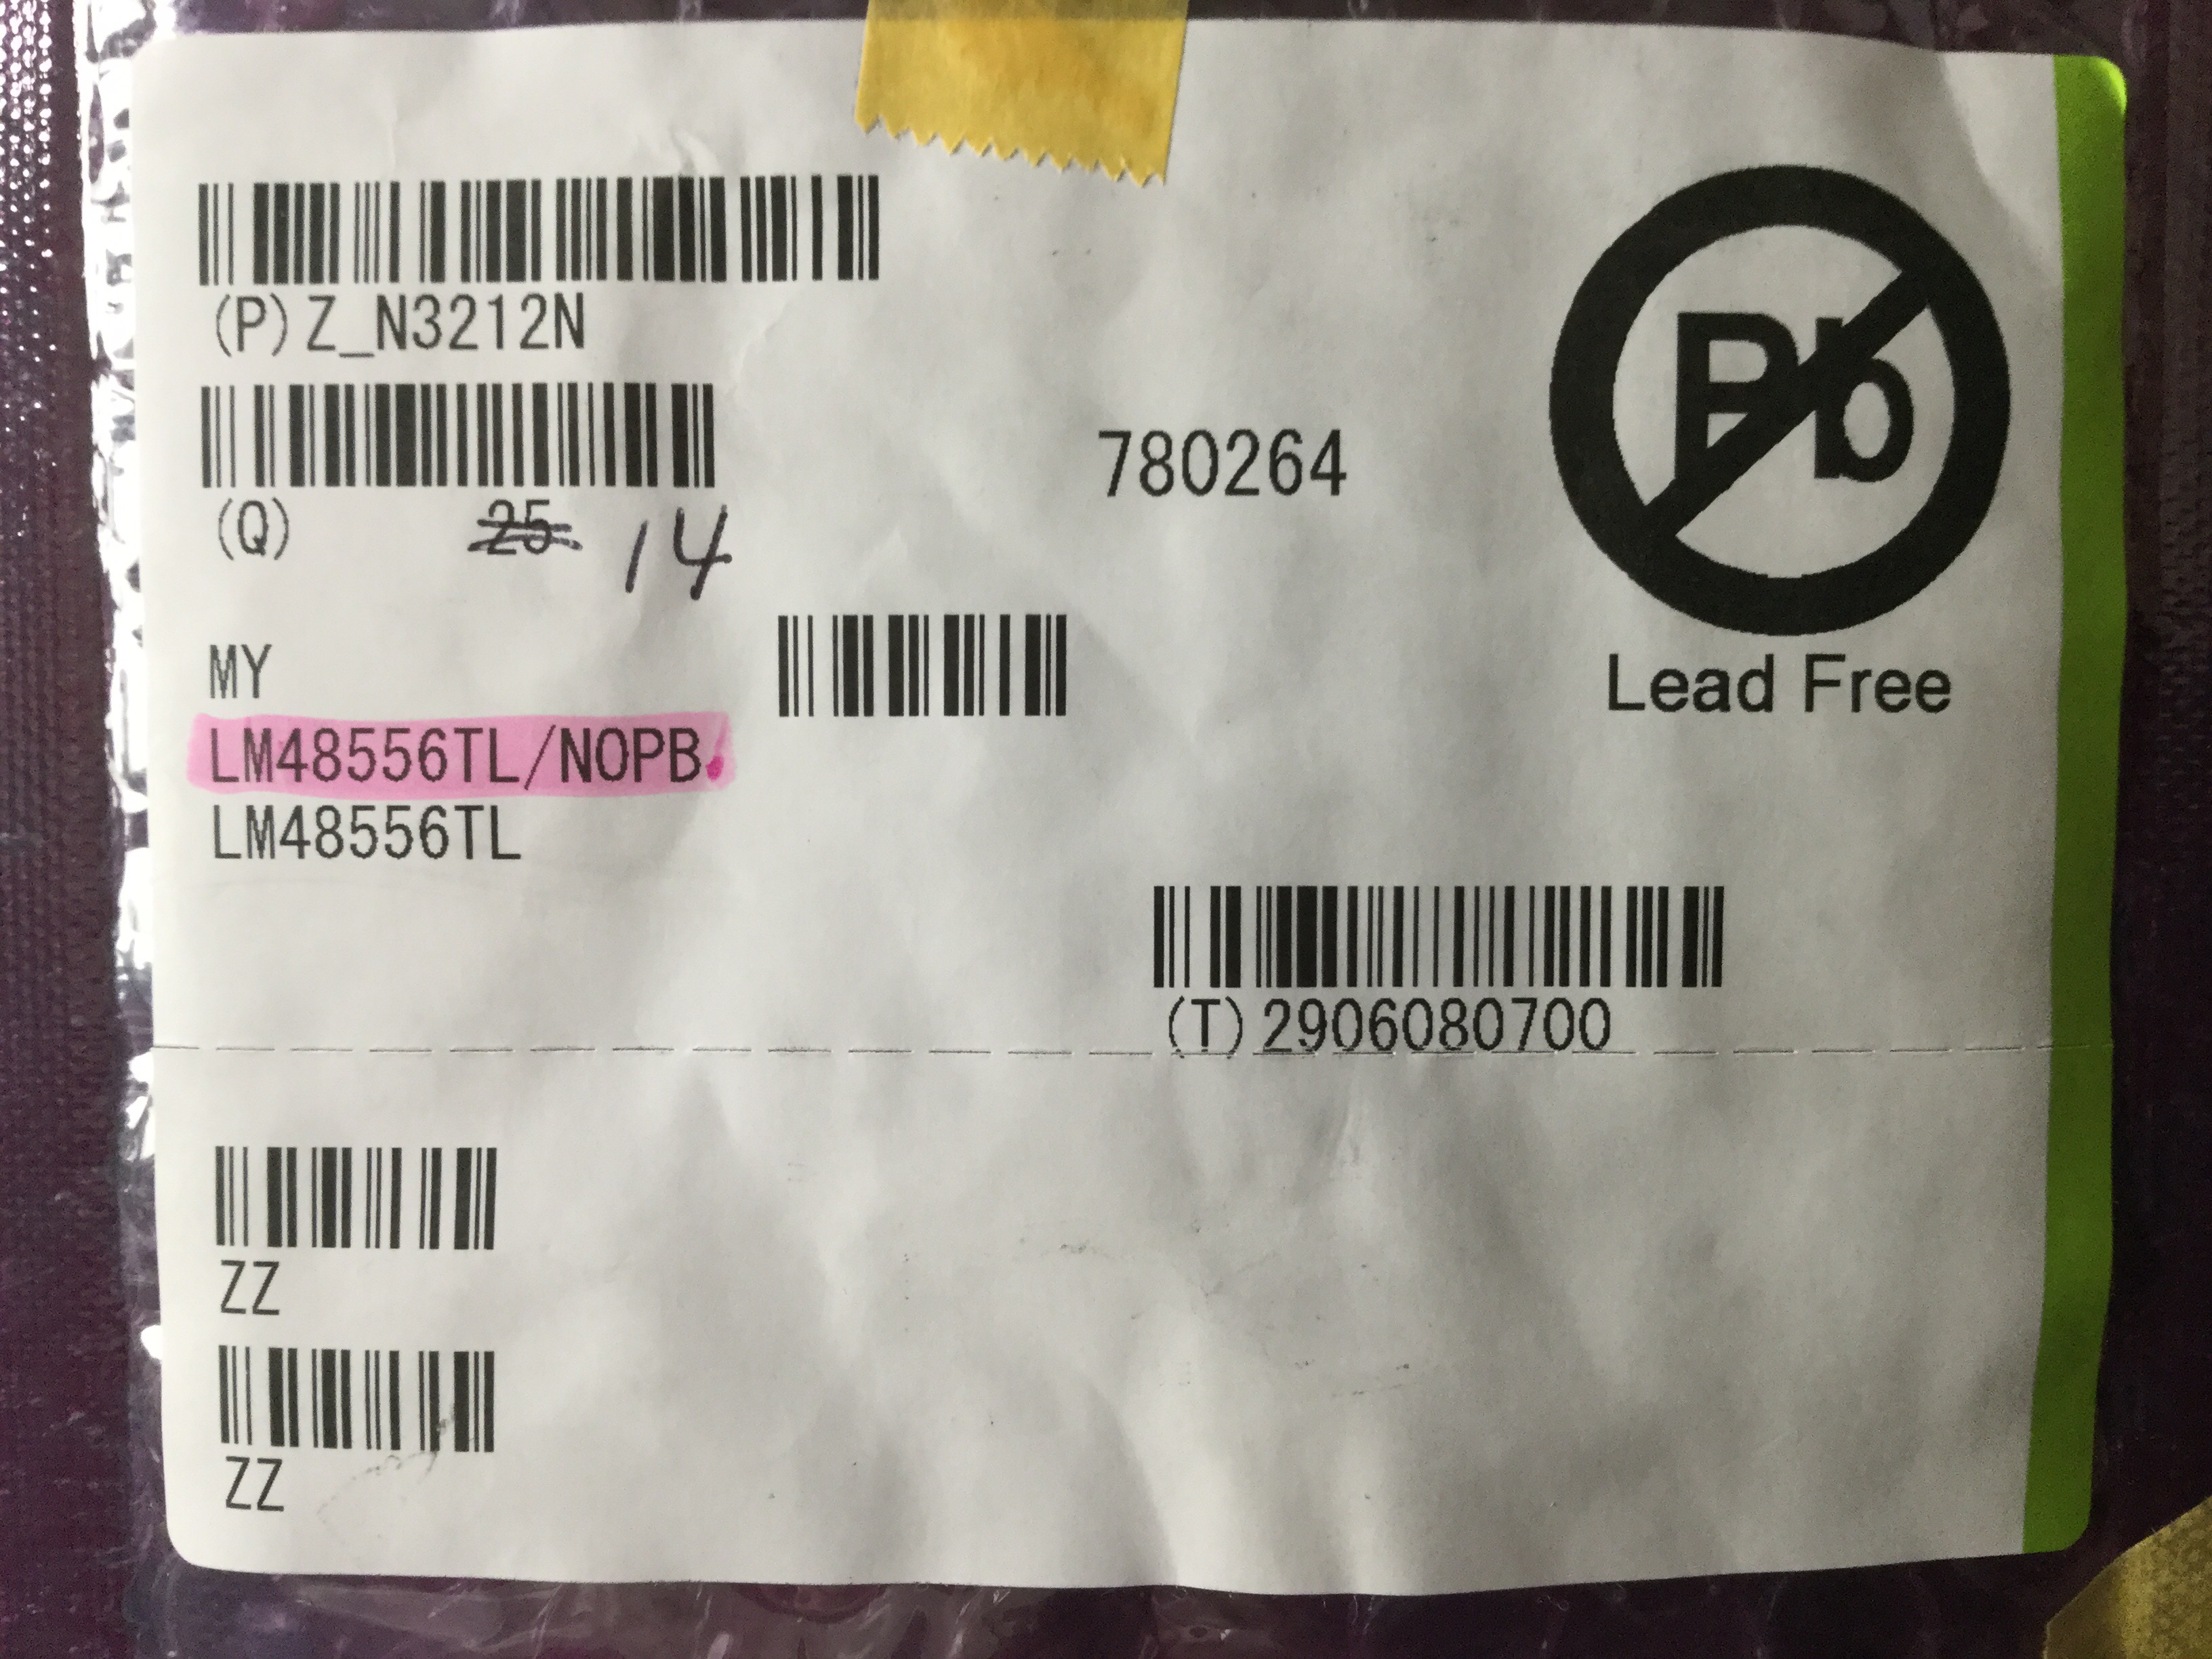 (P) Z_N3212N
780264
Pb
(Q) 25 14
MY
Lead Free
LM48556TL/NOPB
LM48556TL
(T) 2906080700
ZZ
ZZ